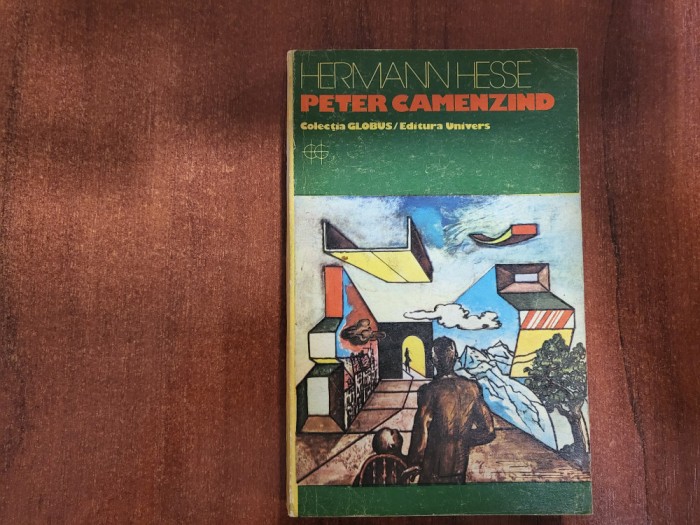 HERMANN HESSE
PETER CAMENZIND
Colecția GLOBUS/Editura Univers